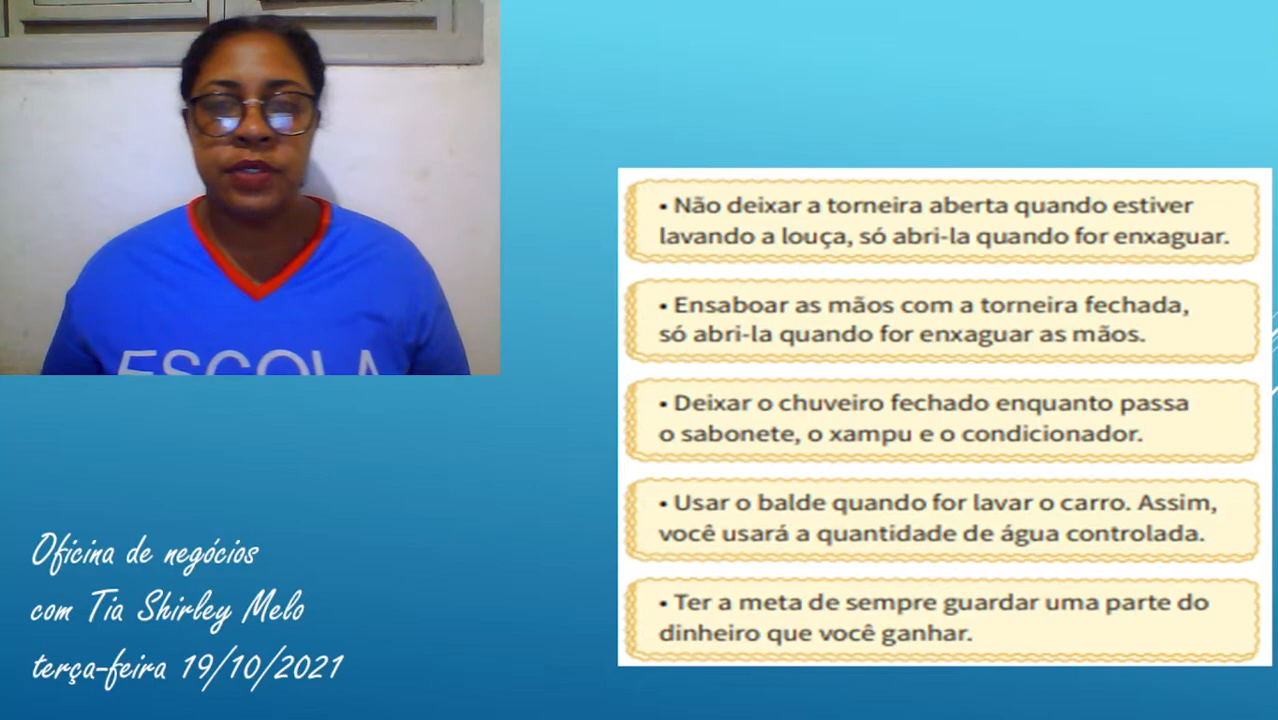 ESCOLA
• Não deixar a torneira aberta quando estiver
lavando a louça, só abri-la quando for enxaguar.
• Ensaboar as mãos com a torneira fechada,
só abri-la quando for enxaguar as mãos.
• Deixar o chuveiro fechado enquanto passa
o sabonete, o xampu e o condicionador.
• Usar o balde quando for lavar o carro. Assim,
você usará a quantidade de água controlada.
• Ter a meta de sempre guardar uma parte do
dinheiro que você ganhar.
Oficina de negócios
com Tia Shirley Melo
terça-feira 19/10/2021